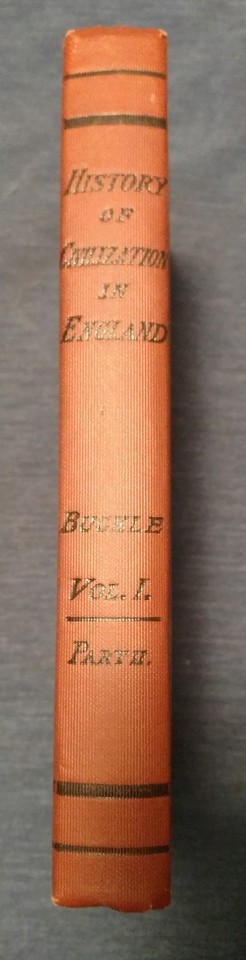 HISTORY
OF
CIVILIZATION
IN
ENGLAND
BUCKLE
VOL. I.
PART II.